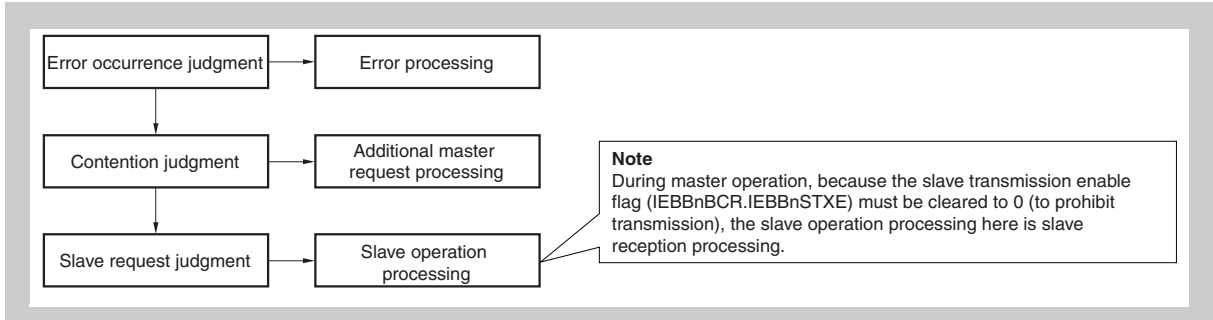 Error occurrence judgment
Error processing
Contention judgment
Additional master
request processing
Slave request judgment
Slave operation
processing
Note
During master operation, because the slave transmission enable
flag (IEBBnBCR.IEBBnSTXE) must be cleared to 0 (to prohibit
transmission), the slave operation processing here is slave
reception processing.